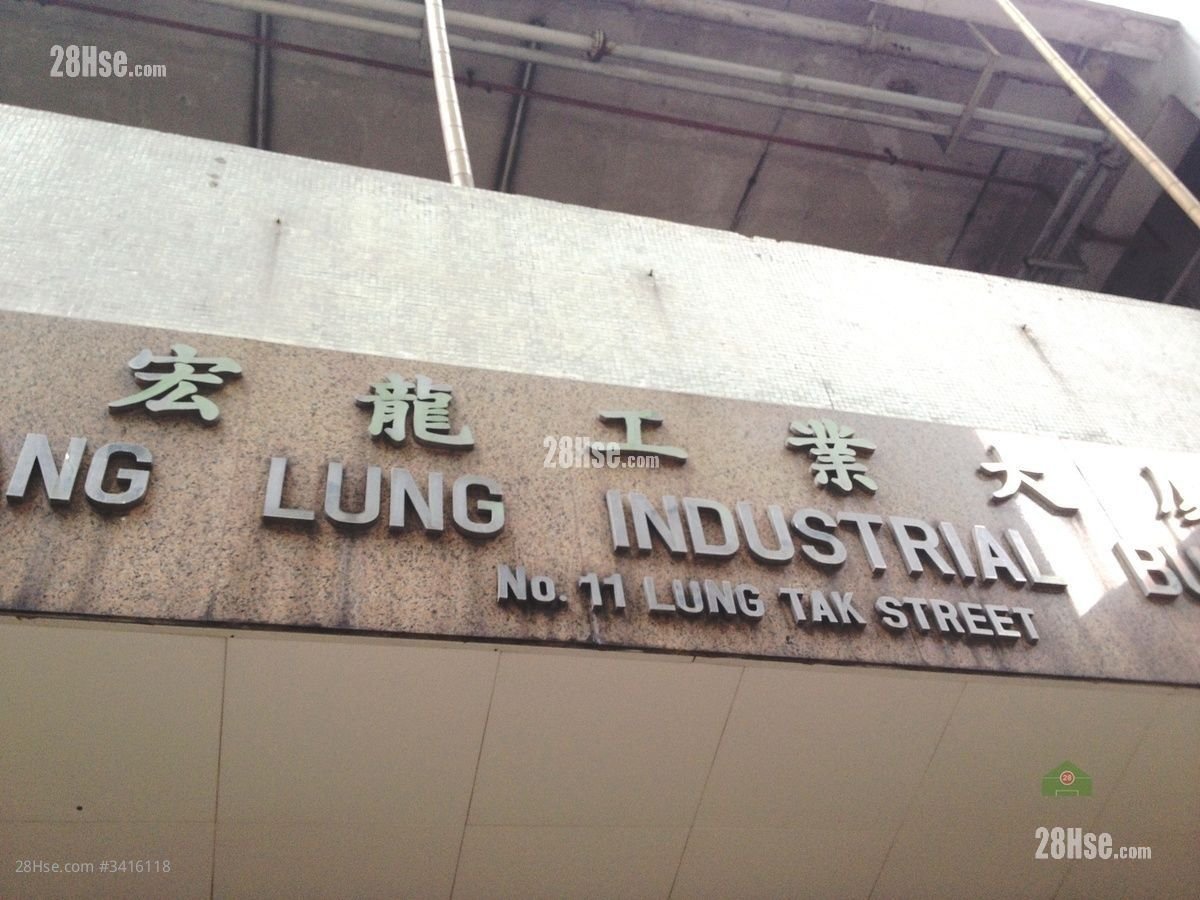 28Hse.com
宏龍工業大
28Hse.com
NG LUNG INDUSTRIAL
No. 11 LUNG TAK STREET
28
28Hse.com
28Hse.com #3416118